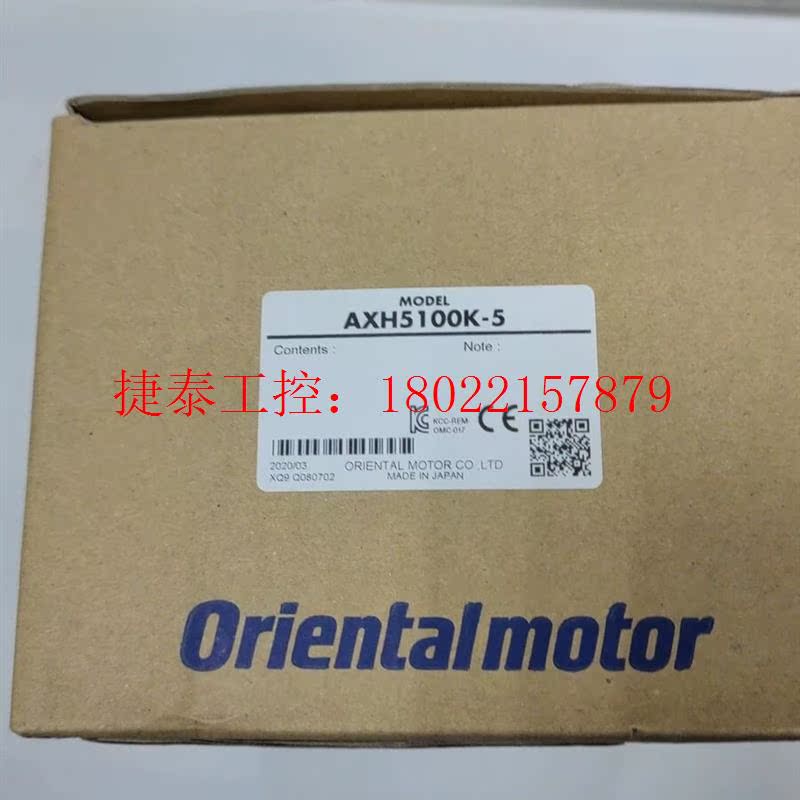 MODEL
AXH5100K-5
Contents : Note :
捷泰工控：18022157879
KCC-REM
OMC-017 CE
2020/03 ORIENTAL MOTOR CO.,LTD
XQ9 Q080702 MADE IN JAPAN
Orientalmotor